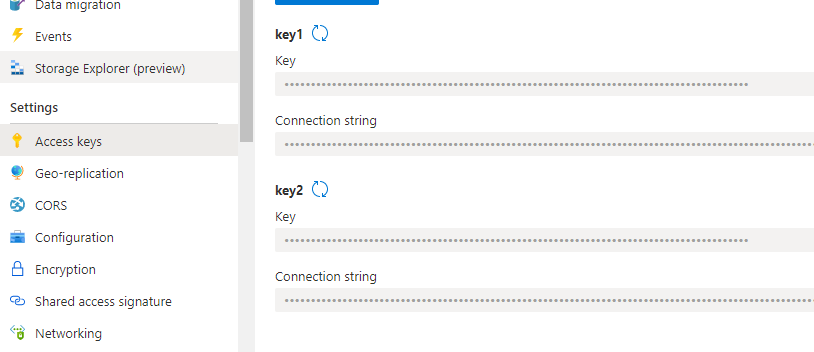 Data migration
Events
Storage Explorer (preview)
Settings
Access keys
Geo-replication
CORS
Configuration
Encryption
Shared access signature
Networking
key1
Key
Connection string
key2
Key
Connection string